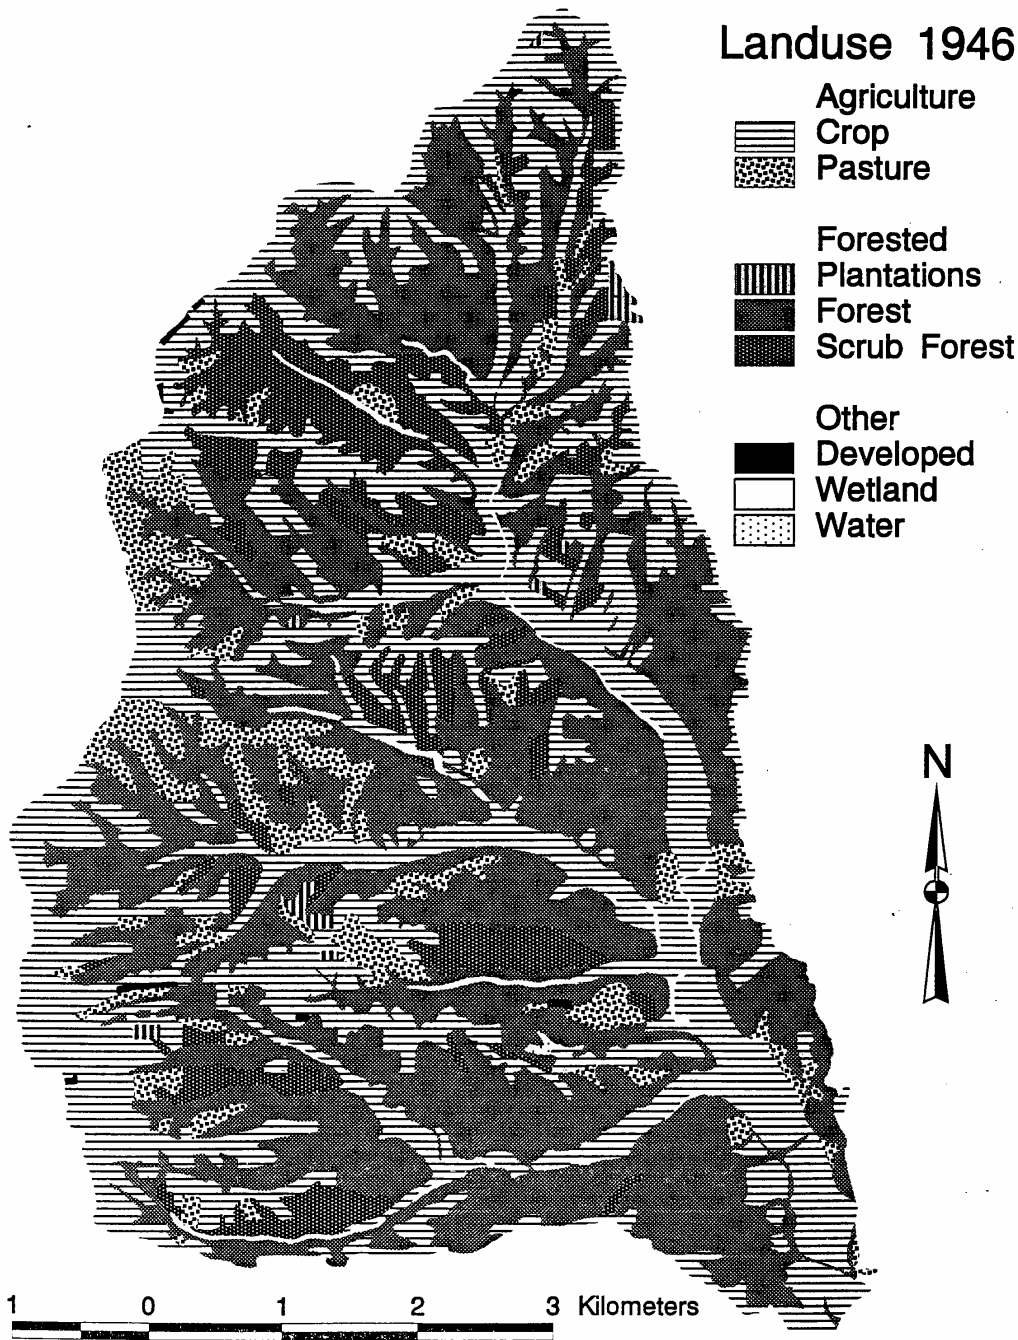 Landuse 1946
Agriculture
Crop
Pasture
Forested
Plantations
Forest
Scrub Forest
Other
Developed
Wetland
Water
N
1 0 1 2 3 Kilometers